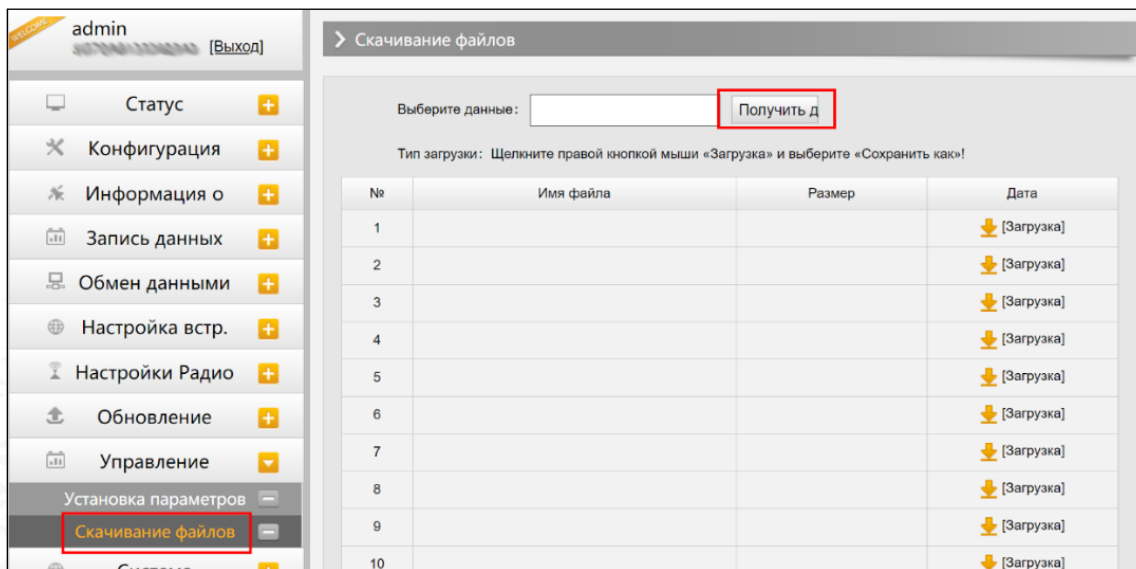 WELCOME
admin
[Выход]
Статус
Конфигурация
Информация о
Запись данных
Обмен данными
Настройка встр.
Настройки Радио
Обновление
Управление
Установка параметров
Скачивание файлов
Скачивание файлов
Выберите данные:
Получить д
Тип загрузки: Щелкните правой кнопкой мыши «Загрузка» и выберите «Сохранить как»!
№ Имя файла Размер Дата
1 [Загрузка]
2 [Загрузка]
3 [Загрузка]
4 [Загрузка]
5 [Загрузка]
6 [Загрузка]
7 [Загрузка]
8 [Загрузка]
9 [Загрузка]
10 [Загрузка]